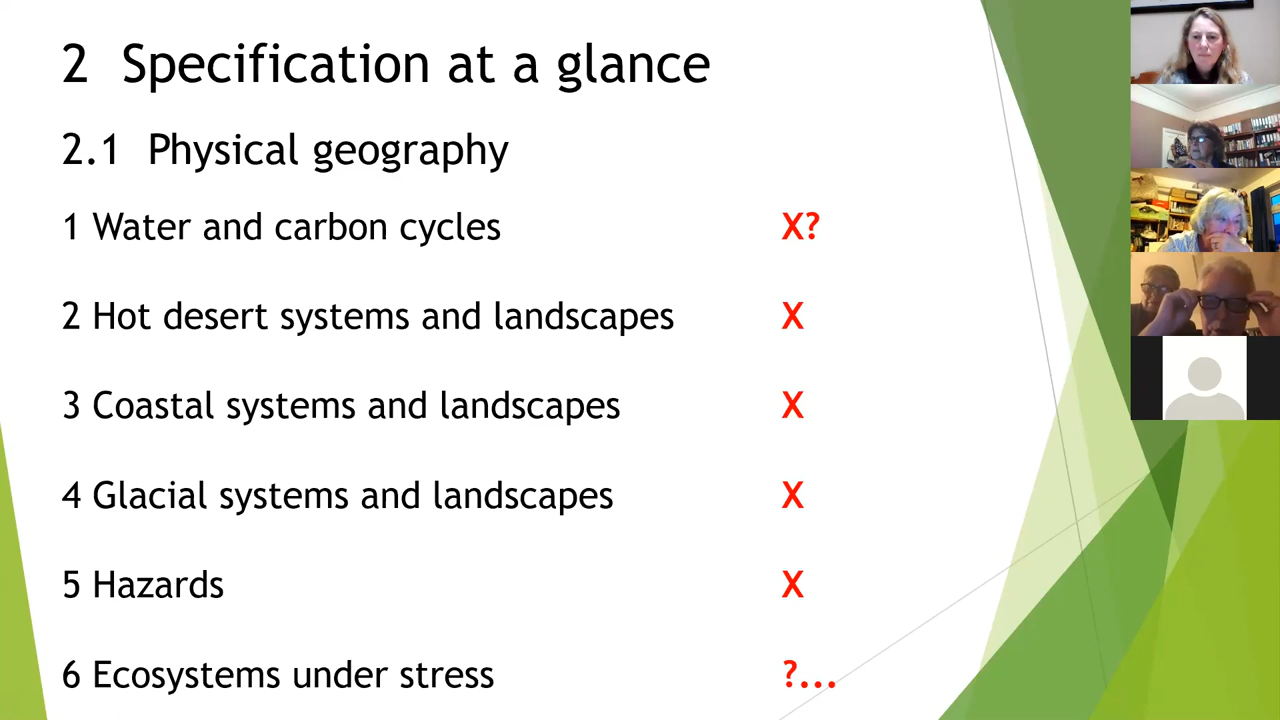 2 Specification at a glance
2.1 Physical geography
1 Water and carbon cycles X?
2 Hot desert systems and landscapes X
3 Coastal systems and landscapes X
4 Glacial systems and landscapes X
5 Hazards X
6 Ecosystems under stress ?...